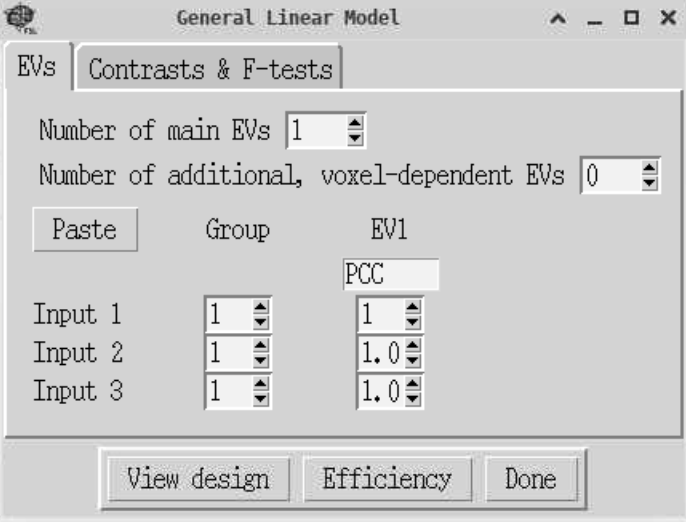 General Linear Model
EVs Contrasts & F-tests
Number of main EVs 1
Number of additional, voxel-dependent EVs 0
Paste Group EV1
PCC
Input 1 1 1
Input 2 1 1.0
Input 3 1 1.0
View design Efficiency Done